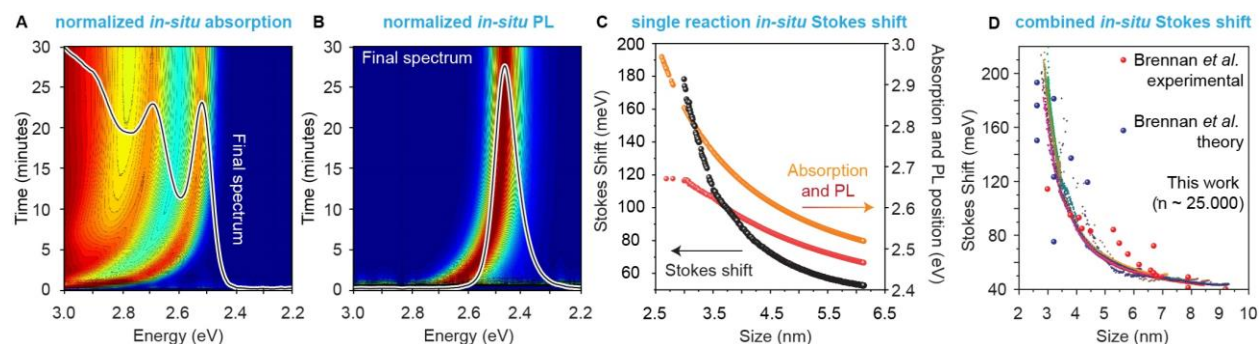 A normalized in-situ absorption
30
25
20
15
10
5
0
Time (minutes)
3.0 2.8 2.6 2.4 2.2
Energy (eV)
Final spectrum
B normalized in-situ PL
Final spectrum
30
25
20
15
10
5
0
Time (minutes)
3.0 2.8 2.6 2.4 2.2
Energy (eV)
C single reaction in-situ Stokes shift
200
180
160
140
120
100
80
60
Stokes Shift (meV)
3.0
2.9
2.8
2.7
2.6
2.5
2.4
Absorption and PL position (eV)
Absorption
and PL
Stokes shift
2.5 3.5 4.5 5.5 6.5
Size (nm)
D combined in-situ Stokes shift
200
160
120
80
40
Stokes Shift (meV)
Brennan et al.
experimental
Brennan et al.
theory
This work
(n ~ 25.000)
2 3 4 5 6 7 8 9 10
Size (nm)